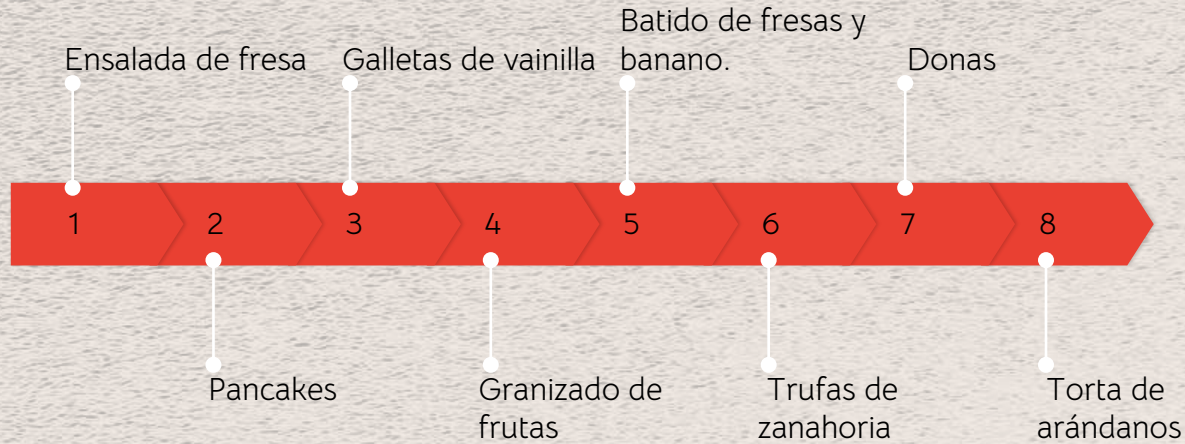 Batido de fresas y
Ensalada de fresa
Galletas de vainilla
banano.
Donas
1
2
3
4
5
6
7
8
Pancakes
Granizado de
frutas
Trufas de
zanahoria
Torta de
arándanos